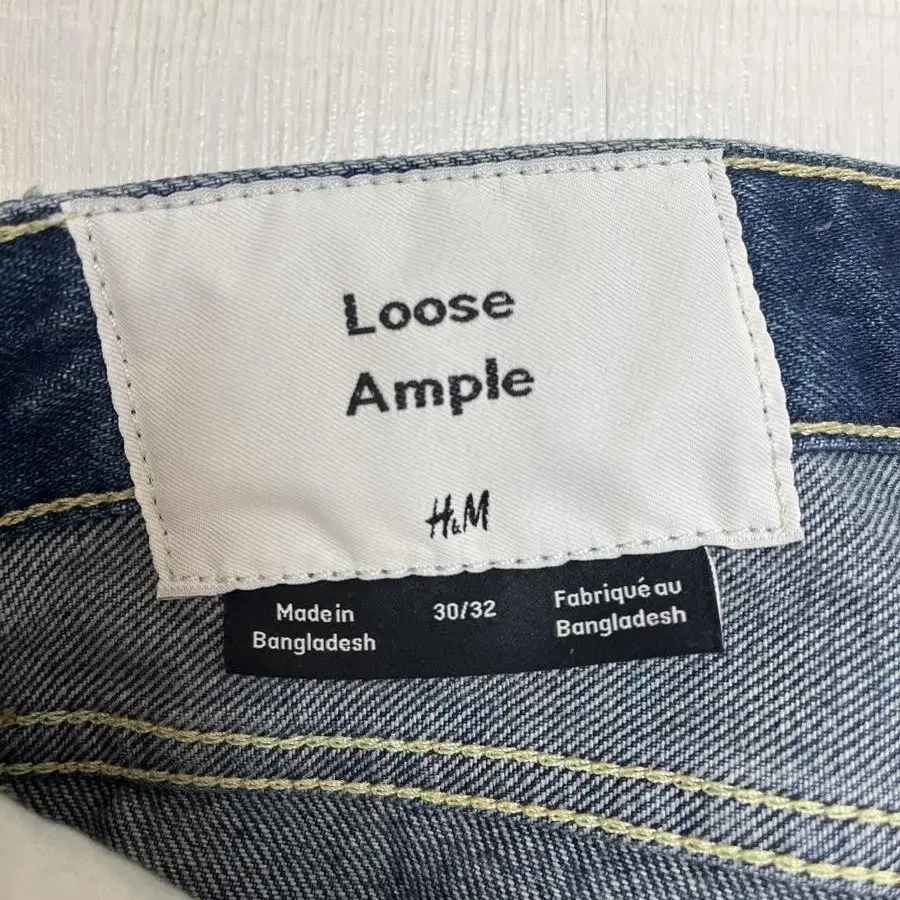 Loose
Ample
H&M
Made in
Bangladesh
30/32
Fabriqué au
Bangladesh